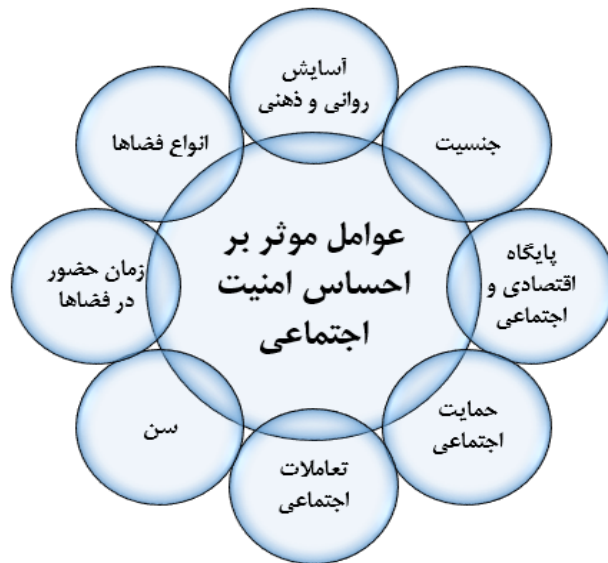 عوامل موثر بر
احساس امنیت
اجتماعی
آسایش
روانی و ذهنی
جنسیت
پایگاه
اقتصادی و
اجتماعی
حمایت
اجتماعی
تعاملات
اجتماعی
سن
زمان حضور
در فضاها
انواع فضاها